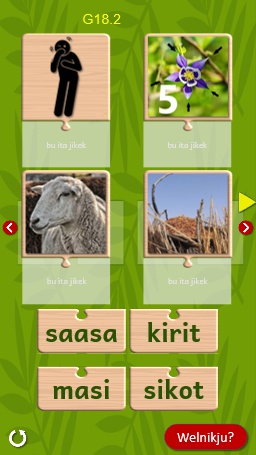 G18.2
5
bu ita jikek
bu ita jikek
bu ita jikek
bu ita jikek
saasa
kirit
masi
sikot
Welnikju?